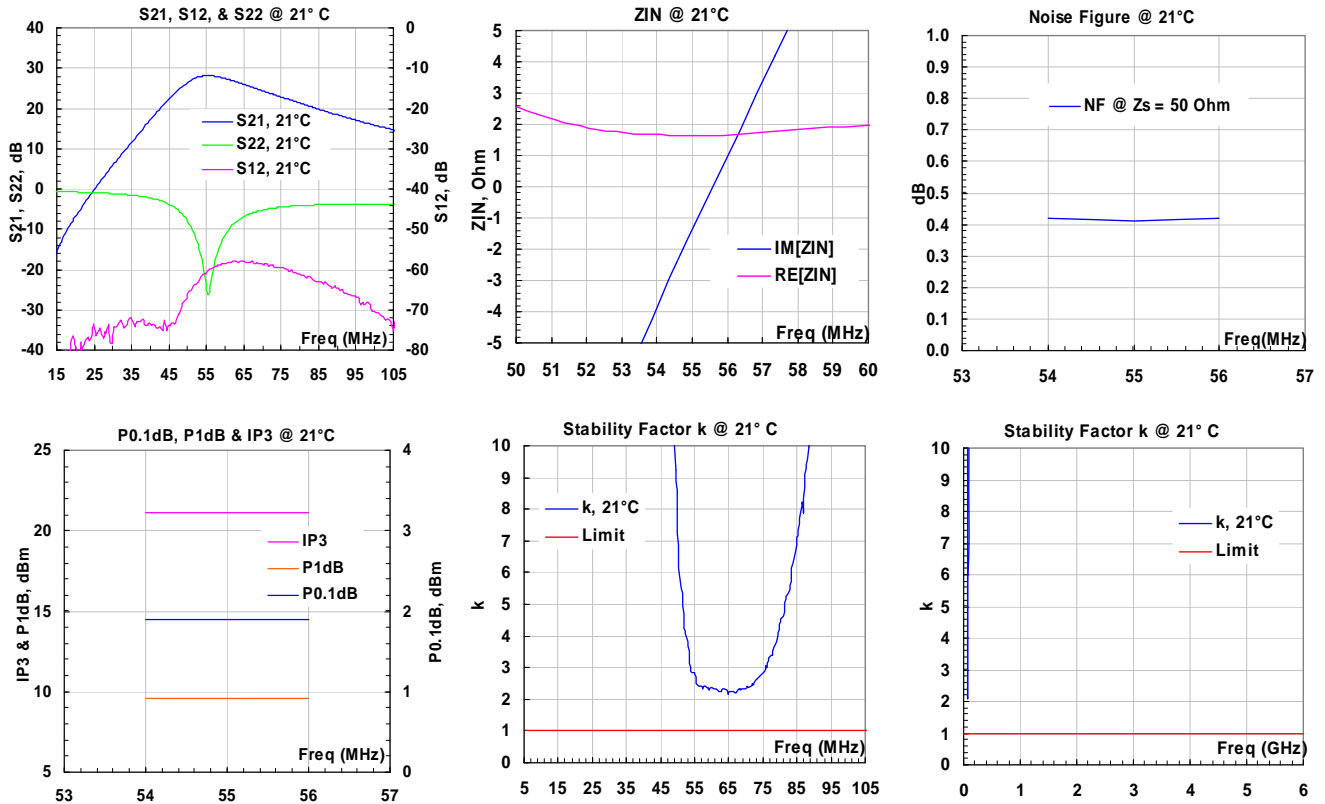 S21, S12, & S22 @ 21° C
S21, S22, dB
50
40
30
20
10
0
-10
-20
-30
-40
S21, 21°C
S22, 21°C
S12, 21°C
0
-10
-20
-30
-40
-50
-60
-70
-80
S12, dB
Freq (MHz)
15 25 35 45 55 65 75 85 95 105
ZIN @ 21°C
ZIN, Ohm
5
4
3
2
1
0
-1
-2
-3
-4
-5
IM[ZIN]
RE[ZIN]
Freq (MHz)
50 51 52 53 54 55 56 57 58 59 60
Noise Figure @ 21°C
dB
1.0
0.9
0.8
0.7
0.6
0.5
0.4
0.3
0.2
0.1
0.0
NF @ Zs = 50 Ohm
Freq(MHz)
53 54 55 56 57
P0.1dB, P1dB & IP3 @ 21°C
IP3 & P1dB, dBm
25
20
15
10
5
IP3
P1dB
P0.1dB
4
3
2
1
0
P0.1dB, dBm
Freq (MHz)
53 54 55 56 57
Stability Factor k @ 21° C
k
10
9
8
7
6
5
4
3
2
1
0
k, 21°C
Limit
Freq (MHz)
5 15 25 35 45 55 65 75 85 95 105
Stability Factor k @ 21° C
k
10
9
8
7
6
5
4
3
2
1
0
k, 21°C
Limit
Freq (GHz)
0 1 2 3 4 5 6